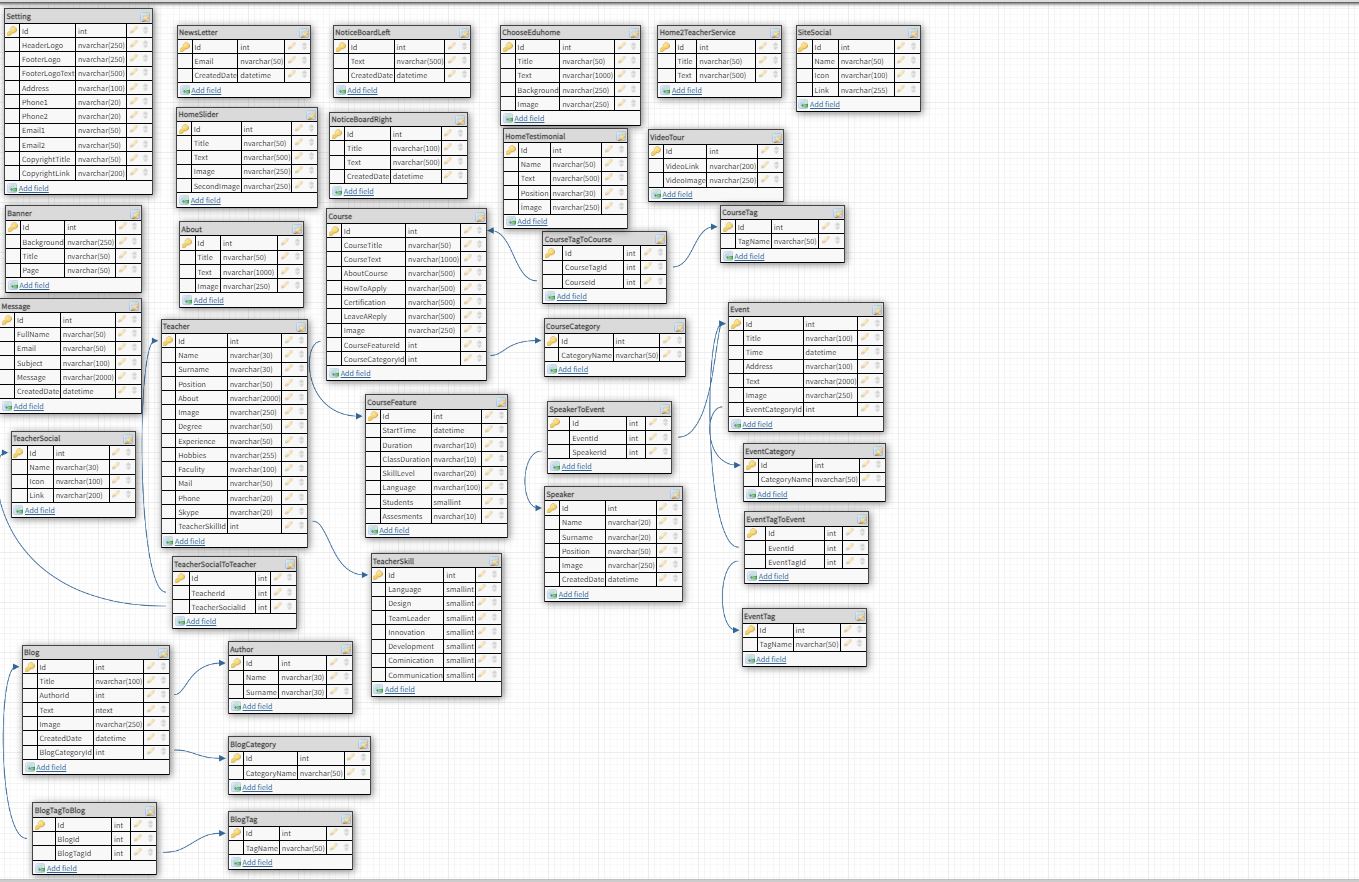 Setting
Id int
HeaderLogo nvarchar(250)
FooterLogo nvarchar(250)
FooterLogoText nvarchar(500)
Address nvarchar(100)
Phone1 nvarchar(20)
Phone2 nvarchar(20)
Email1 nvarchar(50)
Email2 nvarchar(50)
CopyrightTitle nvarchar(50)
CopyrightLink nvarchar(200)
Add field
NewsLetter
Id int
Email nvarchar(50)
CreatedDate datetime
Add field
NoticeBoardLeft
Id int
Text nvarchar(500)
CreatedDate datetime
Add field
ChooseEduhome
Id int
Title nvarchar(50)
Text nvarchar(1000)
Background nvarchar(250)
Image nvarchar(250)
Add field
Home2TeacherService
Id int
Title nvarchar(50)
Text nvarchar(500)
Add field
SiteSocial
Id int
Name nvarchar(50)
Icon nvarchar(100)
Link nvarchar(255)
Add field
HomeSlider
Id int
Title nvarchar(50)
Text nvarchar(500)
Image nvarchar(250)
SecondImage nvarchar(250)
Add field
NoticeBoardRight
Id int
Title nvarchar(100)
Text nvarchar(500)
CreatedDate datetime
Add field
HomeTestimonial
Id int
Name nvarchar(50)
Text nvarchar(500)
Position nvarchar(30)
Image nvarchar(250)
Add field
VideoTour
Id int
VideoLink nvarchar(200)
VideoImage nvarchar(250)
Add field
Banner
Id int
Background nvarchar(250)
Title nvarchar(50)
Page nvarchar(50)
Add field
About
Id int
Title nvarchar(50)
Text nvarchar(1000)
Image nvarchar(250)
Add field
Course
Id int
CourseTitle nvarchar(50)
CourseText nvarchar(1000)
AboutCourse nvarchar(500)
HowToApply nvarchar(500)
Certification nvarchar(500)
LeaveAReply nvarchar(500)
Image nvarchar(250)
CourseFeatureId int
CourseCategoryId int
Add field
CourseTagToCourse
Id int
CourseTagId int
CourseId int
Add field
CourseTag
Id int
TagName nvarchar(50)
Add field
Message
Id int
FullName nvarchar(50)
Email nvarchar(50)
Subject nvarchar(100)
Message nvarchar(2000)
CreatedDate datetime
Add field
Teacher
Id int
Name nvarchar(30)
Surname nvarchar(30)
Position nvarchar(50)
About nvarchar(2000)
Image nvarchar(250)
Degree nvarchar(50)
Experience nvarchar(50)
Hobbies nvarchar(255)
Faculity nvarchar(100)
Mail nvarchar(50)
Phone nvarchar(20)
Skype nvarchar(20)
TeacherSkillId int
Add field
CourseCategory
Id int
CategoryName nvarchar(50)
Add field
Event
Id int
Title nvarchar(100)
Time datetime
Address nvarchar(100)
Text nvarchar(2000)
Image nvarchar(250)
EventCategoryId int
Add field
CourseFeature
Id int
StartTime datetime
Duration nvarchar(10)
ClassDuration nvarchar(10)
SkillLevel nvarchar(20)
Language nvarchar(100)
Students smallint
Assesments nvarchar(10)
Add field
SpeakerToEvent
Id int
EventId int
SpeakerId int
Add field
TeacherSocial
Id int
Name nvarchar(30)
Icon nvarchar(100)
Link nvarchar(200)
Add field
EventCategory
Id int
CategoryName nvarchar(50)
Add field
Speaker
Id int
Name nvarchar(20)
Surname nvarchar(20)
Position nvarchar(50)
Image nvarchar(250)
CreatedDate datetime
Add field
EventTagToEvent
Id int
EventId int
EventTagId int
Add field
TeacherSocialToTeacher
Id int
TeacherId int
TeacherSocialId int
Add field
TeacherSkill
Id int
Language smallint
Design smallint
TeamLeader smallint
Innovation smallint
Development smallint
Cominication smallint
Communication smallint
Add field
EventTag
Id int
TagName nvarchar(50)
Add field
Blog
Id int
Title nvarchar(100)
AuthorId int
Text ntext
Image nvarchar(250)
CreatedDate datetime
BlogCategoryId int
Add field
Author
Id int
Name nvarchar(30)
Surname nvarchar(30)
Add field
BlogCategory
Id int
CategoryName nvarchar(50)
Add field
BlogTagToBlog
Id int
BlogId int
BlogTagId int
Add field
BlogTag
Id int
TagName nvarchar(50)
Add field